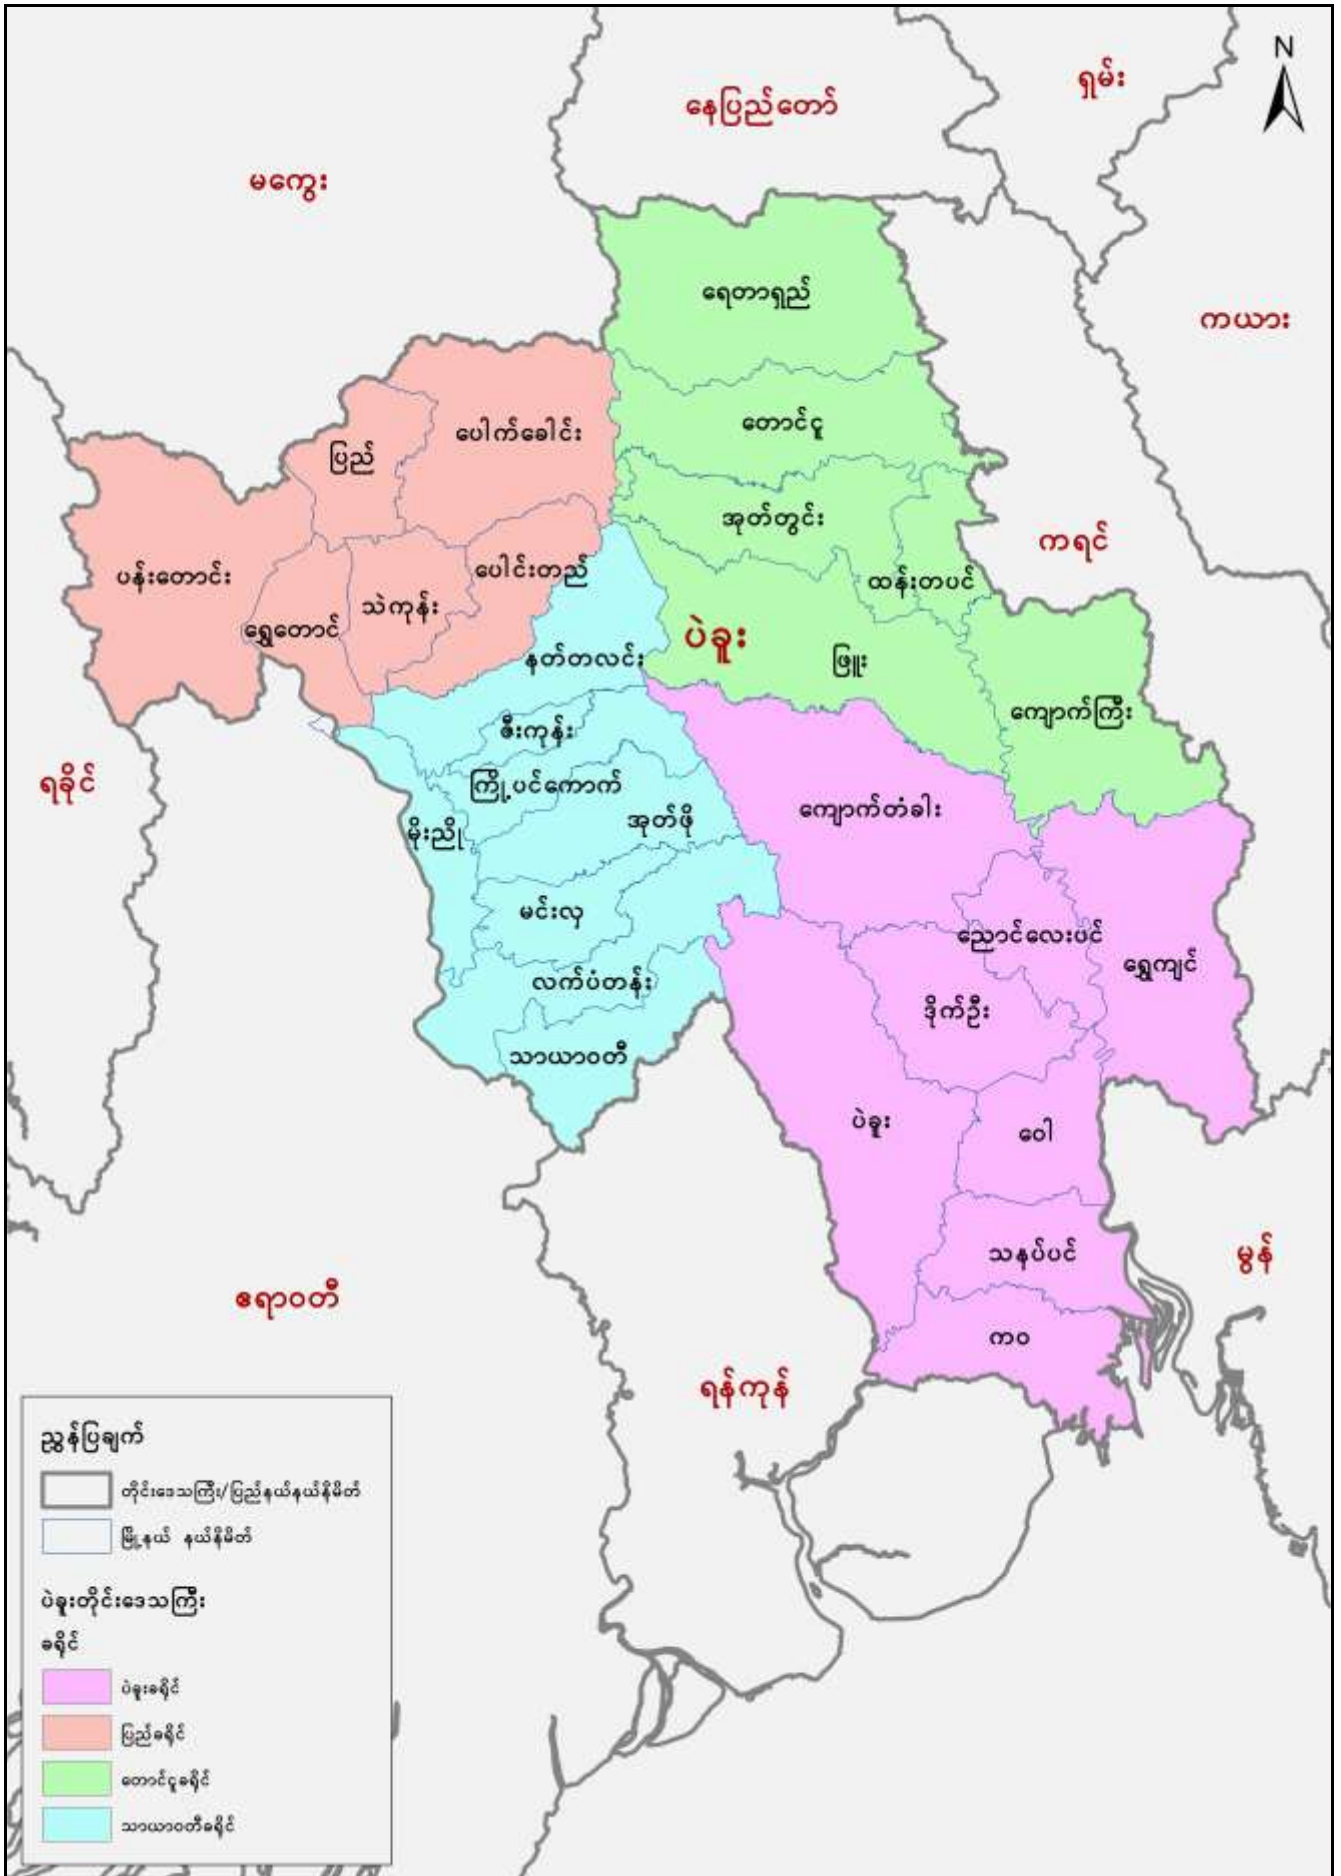 N
ရှမ်း
နေပြည်တော်
မကွေး
ရေတာရှည်
ကယား
တောင်ငူ
ပေါက်ခေါင်း
ပြည်
အုတ်တွင်း
ကရင်
ပေါင်းတည်
ပန်းတောင်း
ထန်းတပင်
သဲကုန်း
ရွှေတောင်
ပဲခူး
နတ်တလင်း
ဖြူး
ကျောက်ကြီး
ဇီးကုန်း
ရခိုင်
ကြို့ပင်ကောက်
ကျောက်တံခါး
အုတ်ဖို
မိုးညို
မင်းလှ
ညောင်လေးပင်
ရွှေကျင်
လက်ပံတန်း
ဒိုက်ဦး
သာယာဝတီ
ပဲခူး
ဝေါ
သနပ်ပင်
မွန်
ဧရာဝတီ
ကဝ
ရန်ကုန်
ညွှန်ပြချက်
တိုင်းဒေသကြီး/ပြည်နယ်နယ်နိမိတ်
မြို့နယ် နယ်နိမိတ်
ပဲခူးတိုင်းဒေသကြီး
ခရိုင်
ပဲခူးခရိုင်
ပြည်ခရိုင်
တောင်ငူခရိုင်
သာယာဝတီခရိုင်